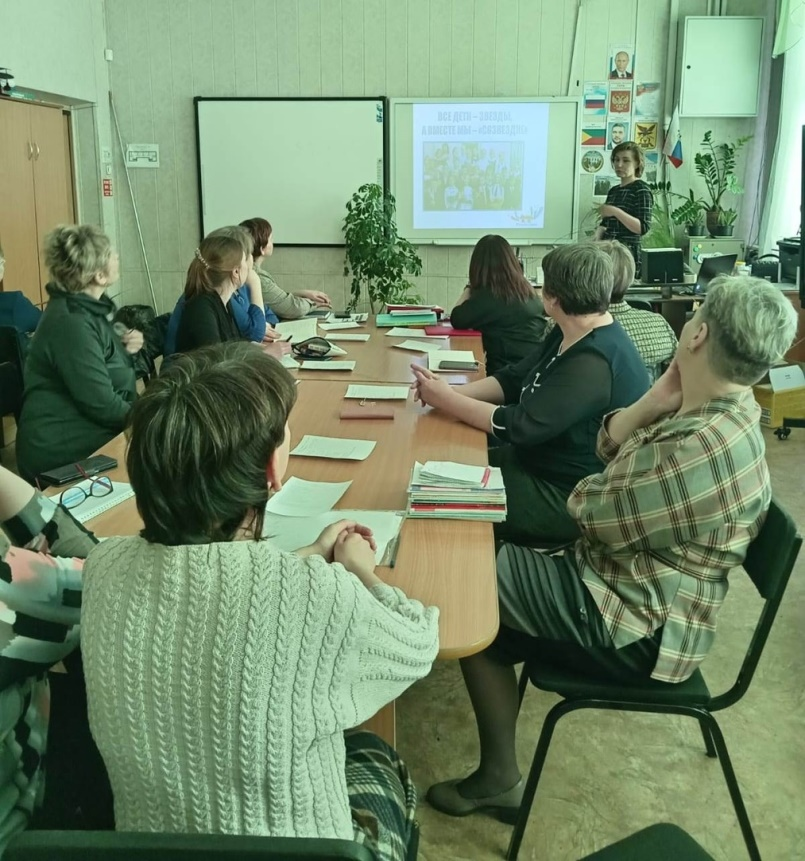 ВСЕ ДЕТИ – ЗВЕЗДЫ,
А ВМЕСТЕ МЫ – «СОЗВЕЗДИЕ»